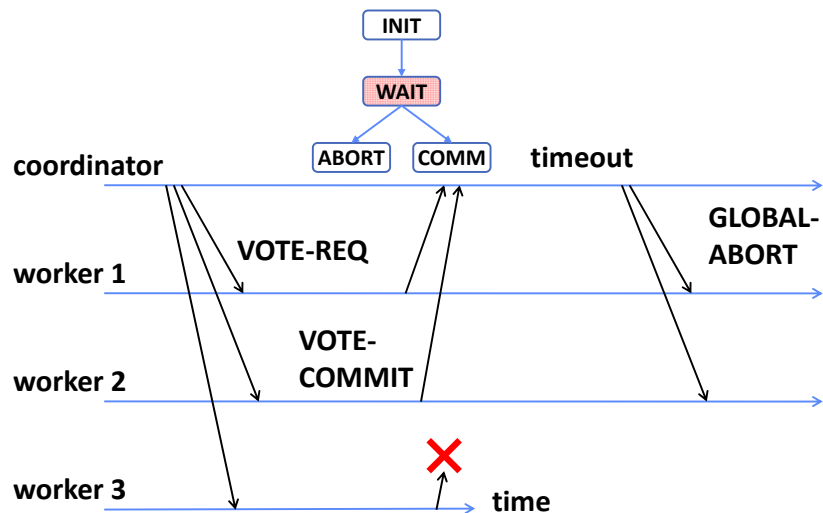 INIT
WAIT
ABORT COMM
coordinator
timeout
VOTE-REQ
GLOBAL-
ABORT
worker 1
VOTE-
COMMIT
worker 2
worker 3
time